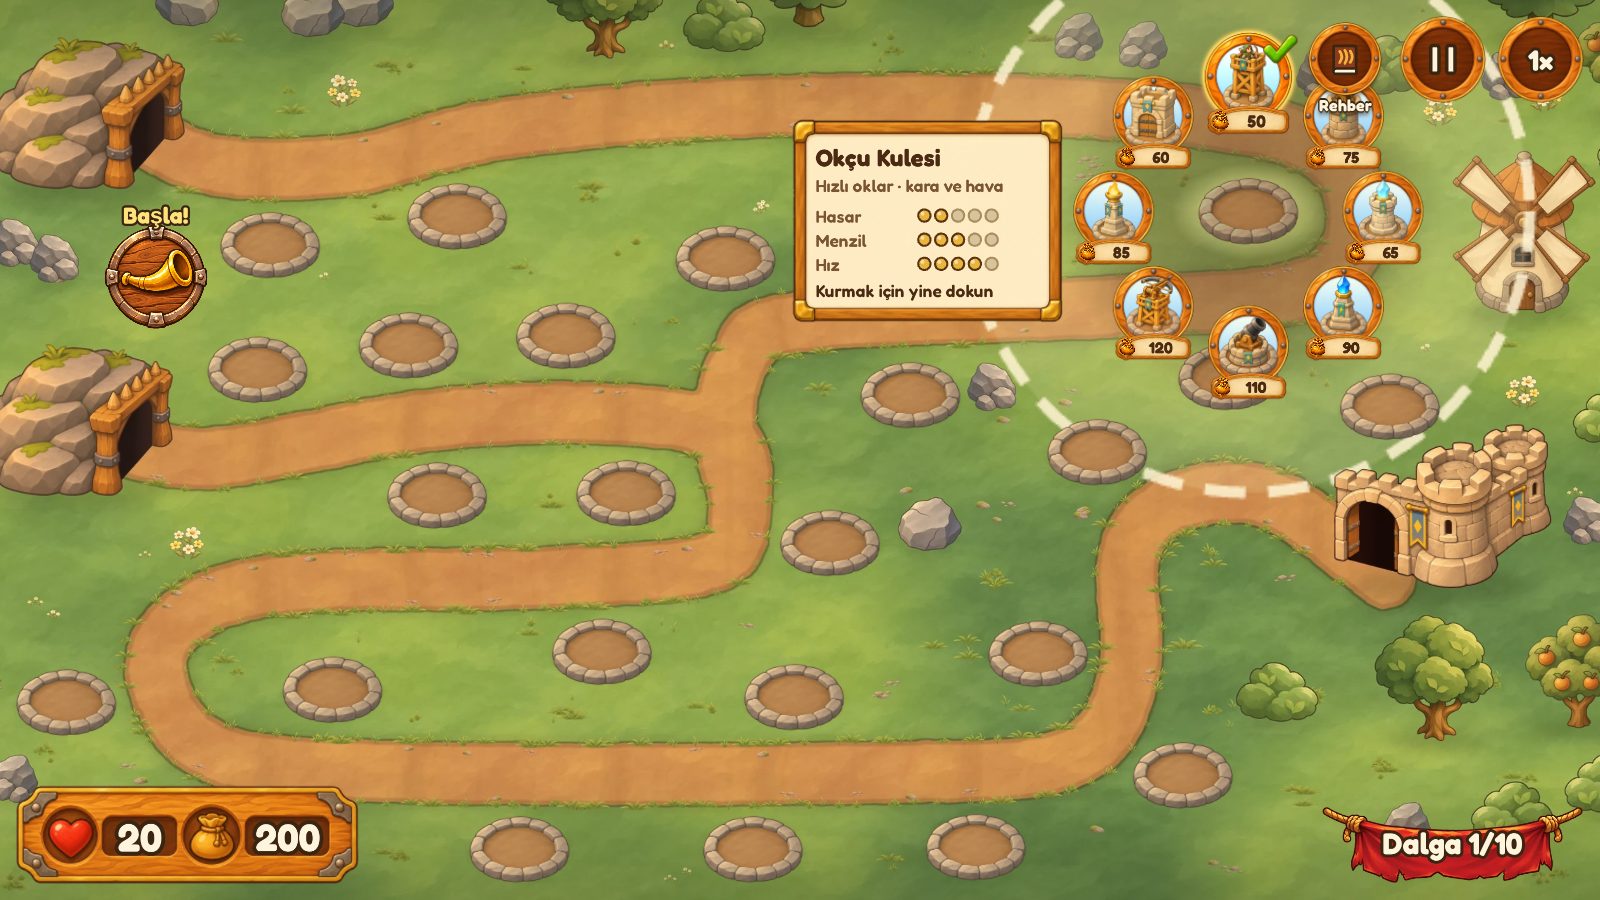 50
Rehber
1x
60
75
Okçu Kulesi
Hızlı oklar · kara ve hava
Hasar
Menzil
Hız
Kurmak için yine dokun
85
65
Başla!
120
90
110
20
200
Dalga 1/10